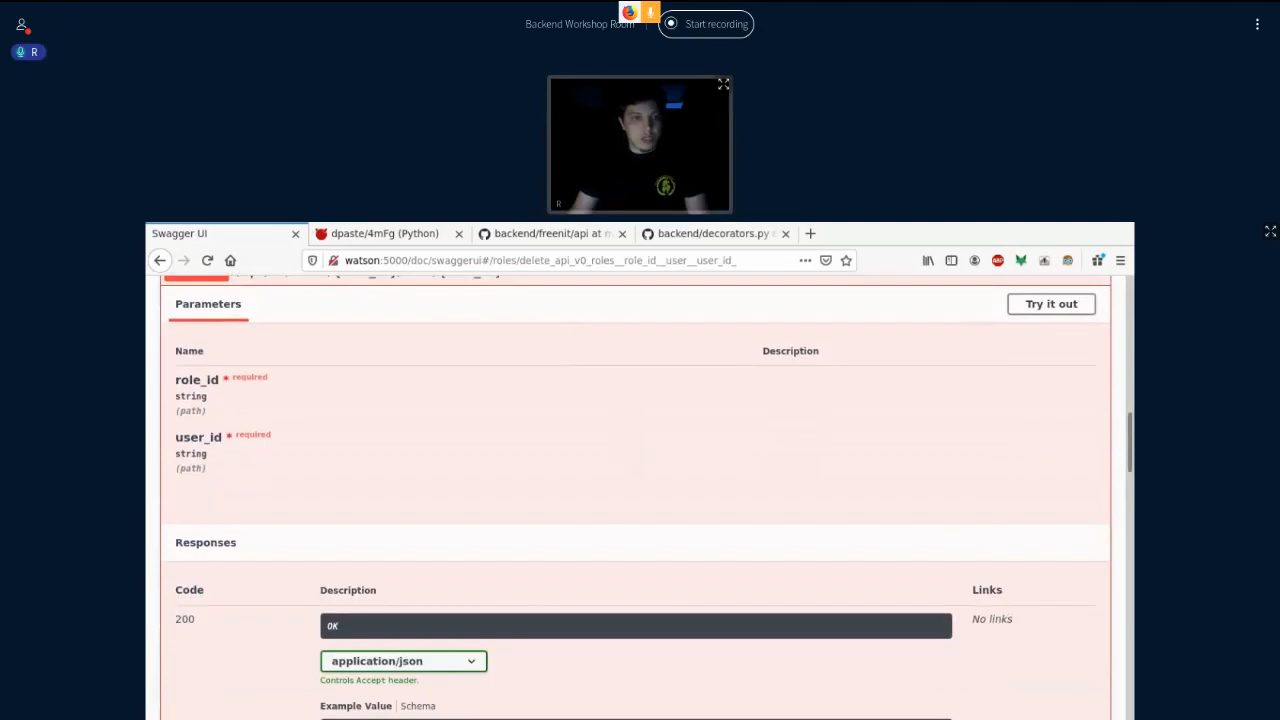 Backend Workshop Room
Start recording
R
R
Swagger UI
dpaste/4mFg (Python)
backend/freenit/api at m
backend/decorators.py a
watson:5000/doc/swaggerui#/roles/delete_api_v0_roles__role_id__user__user_id_
Parameters
Try it out
Name
Description
role_id * required
string
(path)
user_id * required
string
(path)
Responses
Code
Description
Links
200
OK
No links
application/json
Controls Accept header.
Example Value
Schema